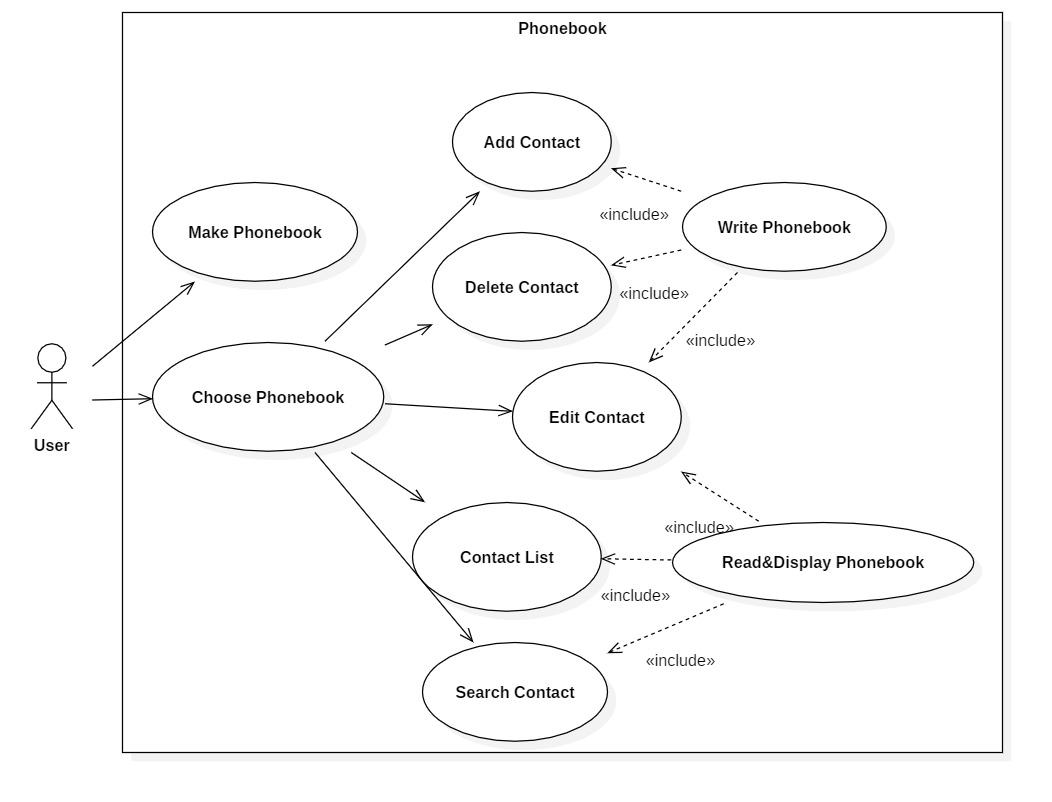 Phonebook
Add Contact
Make Phonebook
«include»
Write Phonebook
Delete Contact
«include»
«include»
Choose Phonebook
Edit Contact
User
«include»
Contact List
Read&Display Phonebook
«include»
«include»
Search Contact